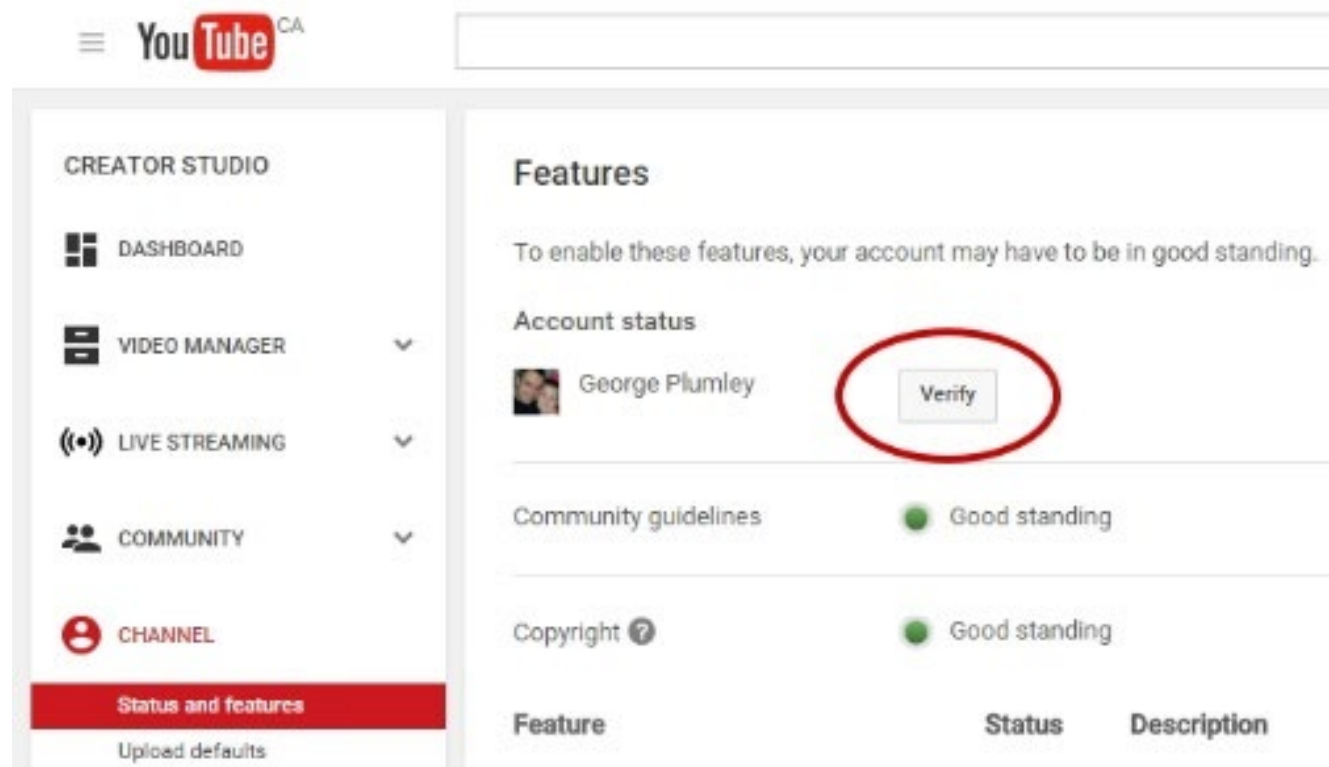 YouTube CA
CREATOR STUDIO
DASHBOARD
VIDEO MANAGER
LIVE STREAMING
COMMUNITY
CHANNEL
Status and features
Upload defaults
Features
To enable these features, your account may have to be in good standing.
Account status
George Plumley Verify
Community guidelines Good standing
Copyright ? Good standing
Feature Status Description